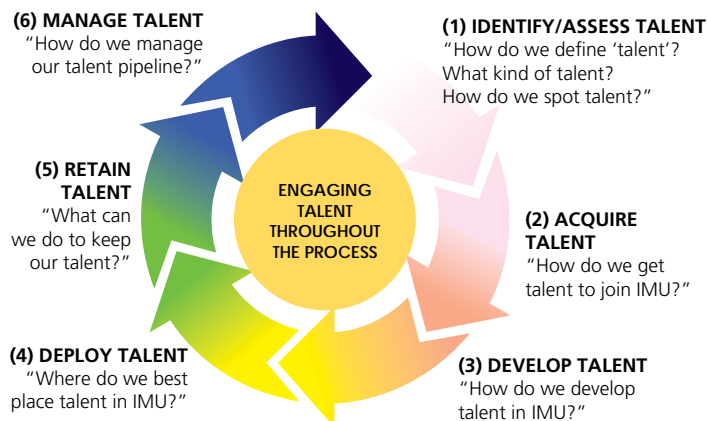 (1) IDENTIFY/ASSESS TALENT
“How do we define ‘talent’?
What kind of talent?
How do we spot talent?”
(2) ACQUIRE
TALENT
“How do we get
talent to join IMU?”
(3) DEVELOP TALENT
“How do we develop
talent in IMU?”
(4) DEPLOY TALENT
“Where do we best
place talent in IMU?”
(5) RETAIN
TALENT
“What can
we do to keep
our talent?”
(6) MANAGE TALENT
“How do we manage
our talent pipeline?”
ENGAGING
TALENT
THROUGHOUT
THE PROCESS